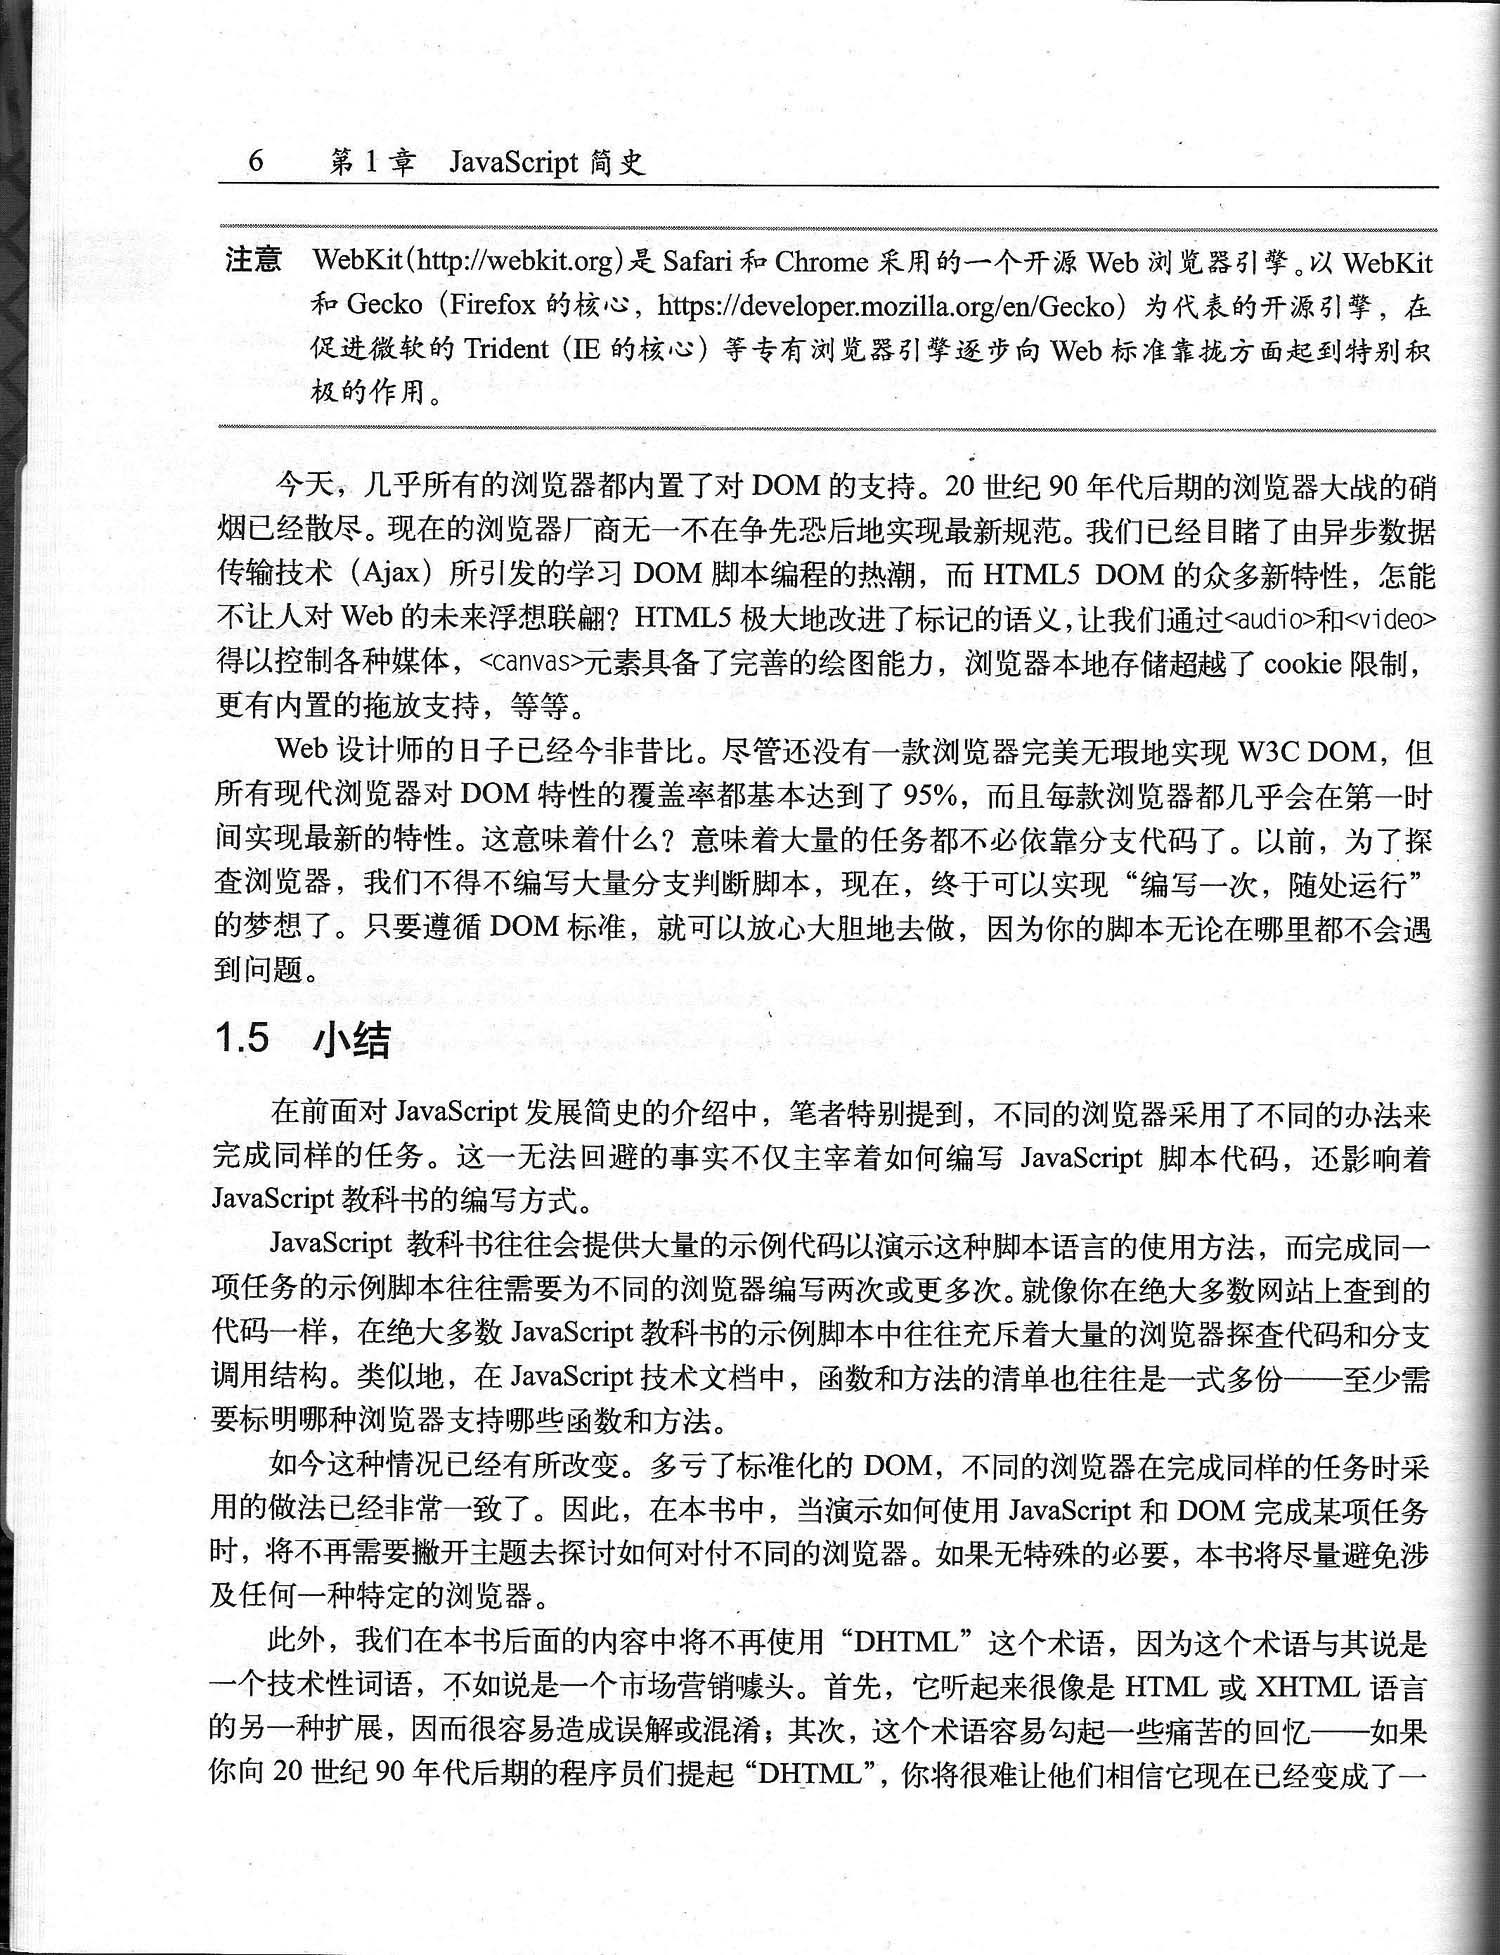 6 第1章 JavaScript 简史
注意 WebKit(http://webkit.org)是 Safari 和 Chrome 采用的一个开源 Web 浏览器引擎。以 WebKit
和 Gecko（Firefox 的核心，https://developer.mozilla.org/en/Gecko）为代表的开源引擎，在
促进微软的 Trident（IE 的核心）等专有浏览器引擎逐步向 Web 标准靠拢方面起到特别积
极的作用。
今天，几乎所有的浏览器都内置了对 DOM 的支持。20 世纪 90 年代后期的浏览器大战的硝
烟已经散尽。现在的浏览器厂商无一不在争先恐后地实现最新规范。我们已经目睹了由异步数据
传输技术（Ajax）所引发的学习 DOM 脚本编程的热潮，而 HTML5 DOM 的众多新特性，怎能
不让人对 Web 的未来浮想联翩？HTML5 极大地改进了标记的语义，让我们通过<audio>和<video>
得以控制各种媒体，<canvas>元素具备了完善的绘图能力，浏览器本地存储超越了 cookie 限制，
更有内置的拖放支持，等等。
Web 设计师的日子已经今非昔比。尽管还没有一款浏览器完美无瑕地实现 W3C DOM，但
所有现代浏览器对 DOM 特性的覆盖率都基本达到了 95%，而且每款浏览器都几乎会在第一时
间实现最新的特性。这意味着什么？意味着大量的任务都不必依靠分支代码了。以前，为了探
查浏览器，我们不得不编写大量分支判断脚本，现在，终于可以实现“编写一次，随处运行”
的梦想了。只要遵循 DOM 标准，就可以放心大胆地去做，因为你的脚本无论在哪里都不会遇
到问题。
1.5 小结
在前面对 JavaScript 发展简史的介绍中，笔者特别提到，不同的浏览器采用了不同的办法来
完成同样的任务。这一无法回避的事实不仅主宰着如何编写 JavaScript 脚本代码，还影响着
JavaScript 教科书的编写方式。
JavaScript 教科书往往会提供大量的示例代码以演示这种脚本语言的使用方法，而完成同一
项任务的示例脚本往往需要为不同的浏览器编写两次或更多次。就像你在绝大多数网站上查到的
代码一样，在绝大多数 JavaScript 教科书的示例脚本中往往充斥着大量的浏览器探查代码和分支
调用结构。类似地，在 JavaScript 技术文档中，函数和方法的清单也往往是一式多份——至少需
要标明哪种浏览器支持哪些函数和方法。
如今这种情况已经有所改变。多亏了标准化的 DOM，不同的浏览器在完成同样的任务时采
用的做法已经非常一致了。因此，在本书中，当演示如何使用 JavaScript 和 DOM 完成某项任务
时，将不再需要撇开主题去探讨如何对付不同的浏览器。如果无特殊的必要，本书将尽量避免涉
及任何一种特定的浏览器。
此外，我们在本书后面的内容中将不再使用“DHTML”这个术语，因为这个术语与其说是
一个技术性词语，不如说是一个市场营销噱头。首先，它听起来很像是 HTML 或 XHTML 语言
的另一种扩展，因而很容易造成误解或混淆；其次，这个术语容易勾起一些痛苦的回忆——如果
你向 20 世纪 90 年代后期的程序员们提起“DHTML”，你将很难让他们相信它现在已经变成了一